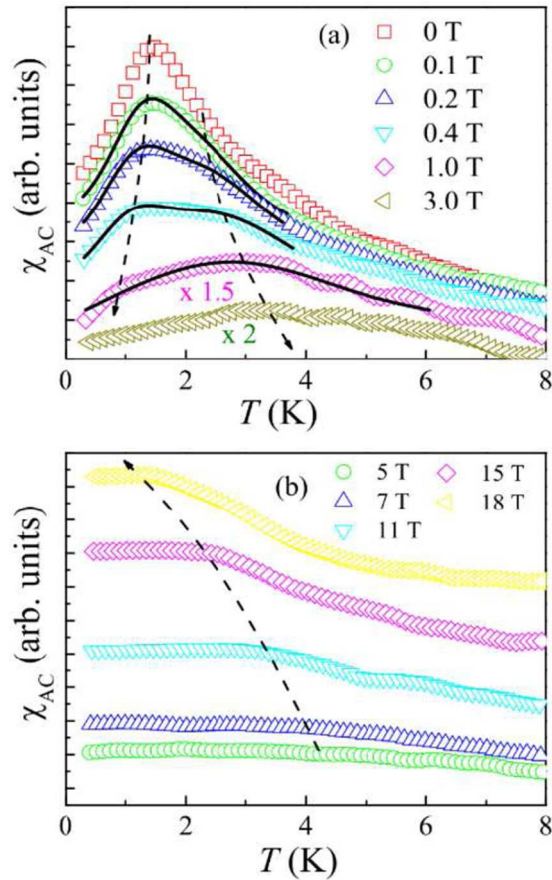 (a)
0 T
0.1 T
0.2 T
0.4 T
1.0 T
3.0 T
χAC (arb. units)
x 1.5
x 2
0 2 4 6 8
T (K)
(b)
5 T 15 T
7 T 18 T
11 T
χAC (arb. units)
0 2 4 6 8
T (K)